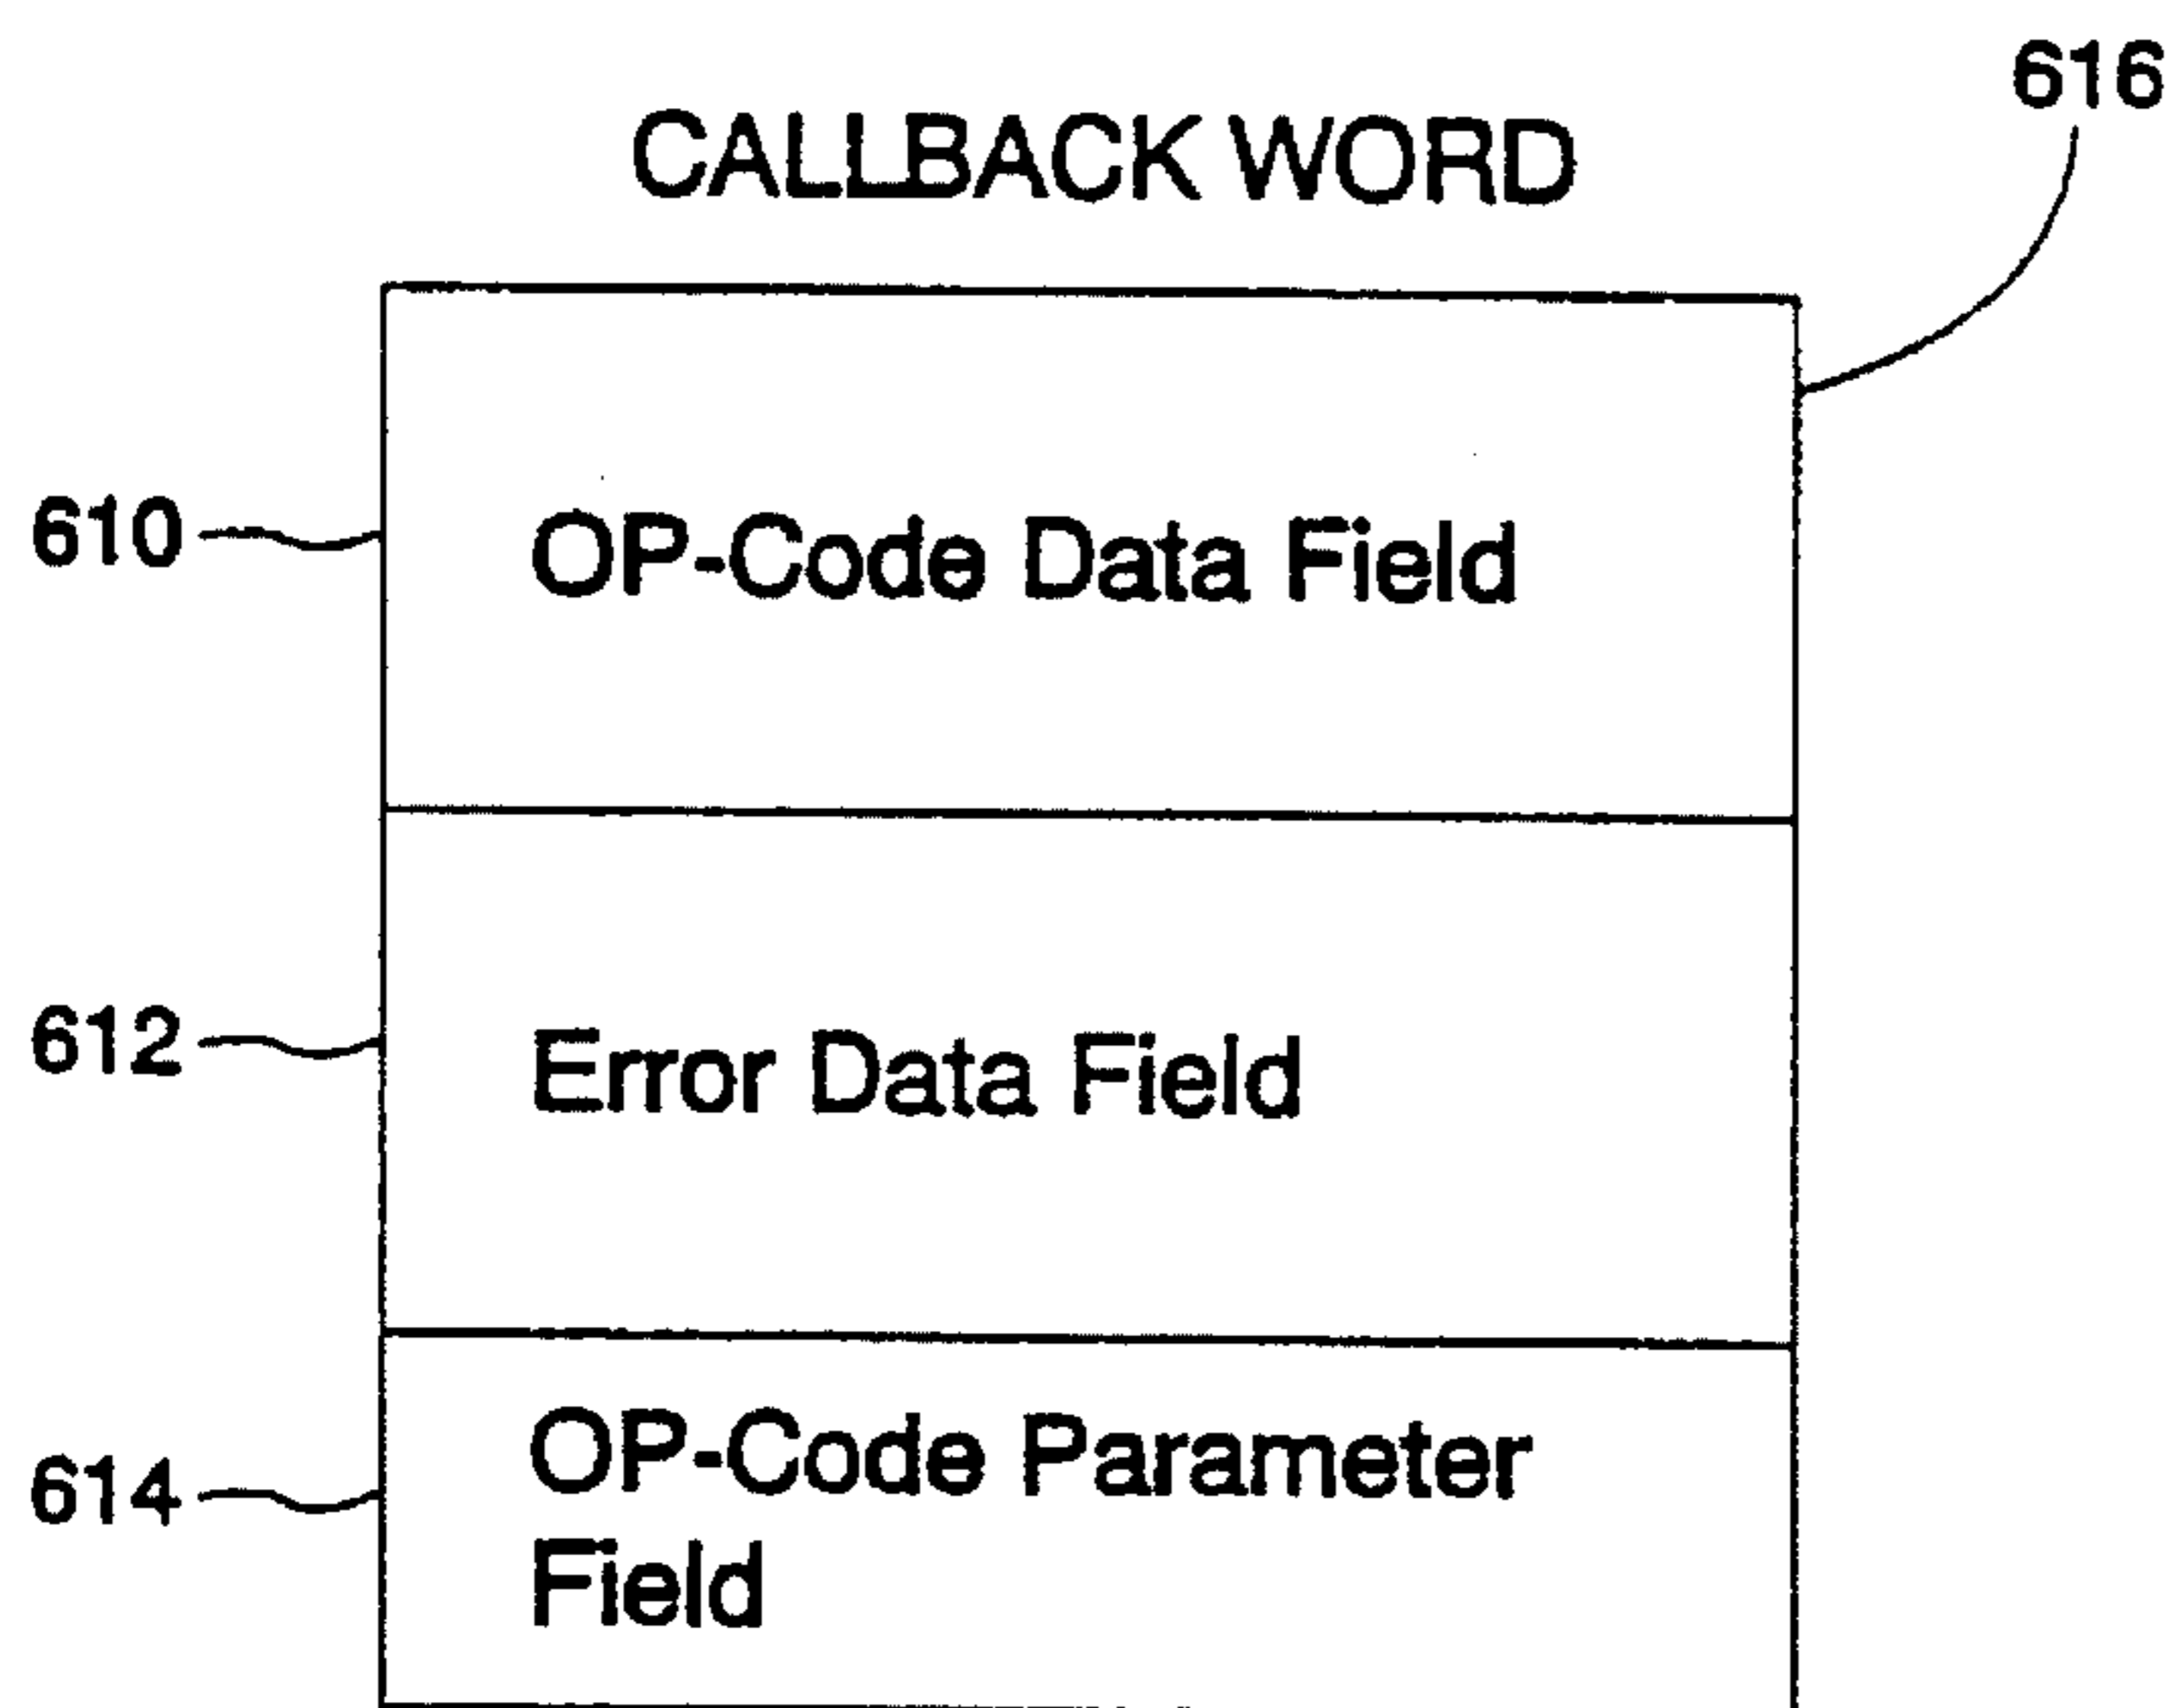 616
CALLBACK WORD
610
OP-Code Data Field
612
Error Data Field
614
OP-Code Parameter
Field